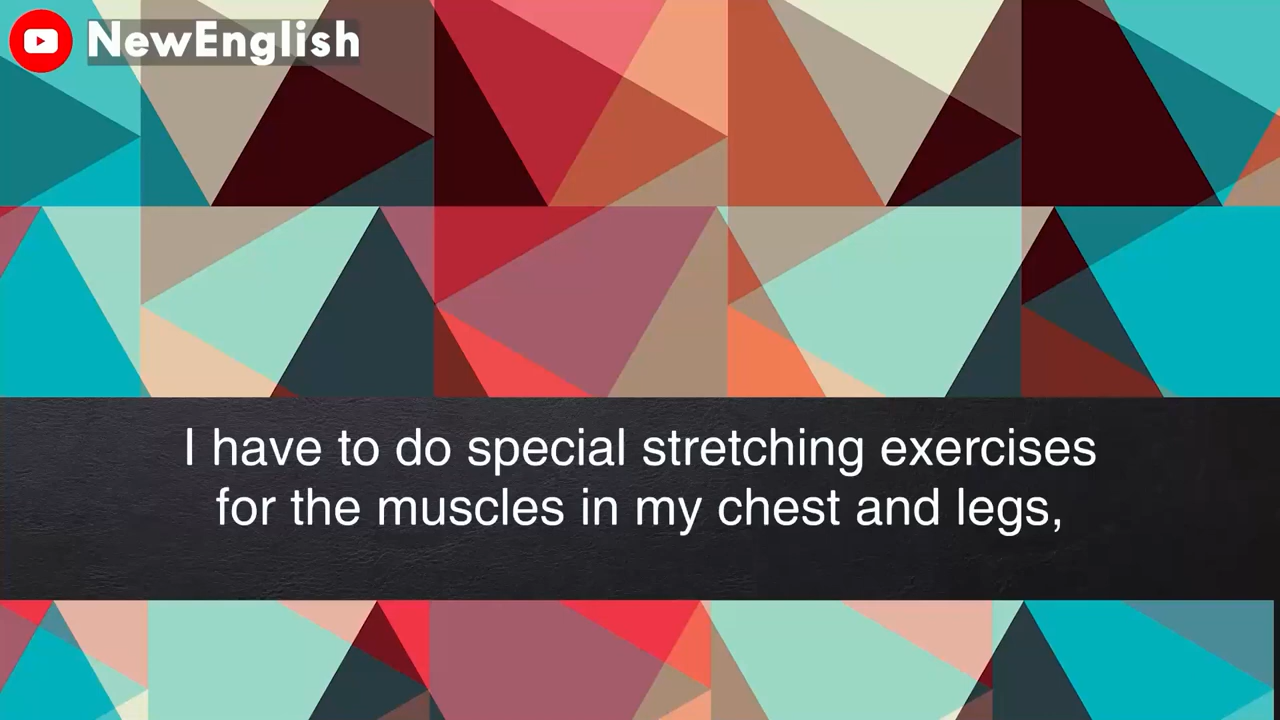 NewEnglish
I have to do special stretching exercises
for the muscles in my chest and legs,